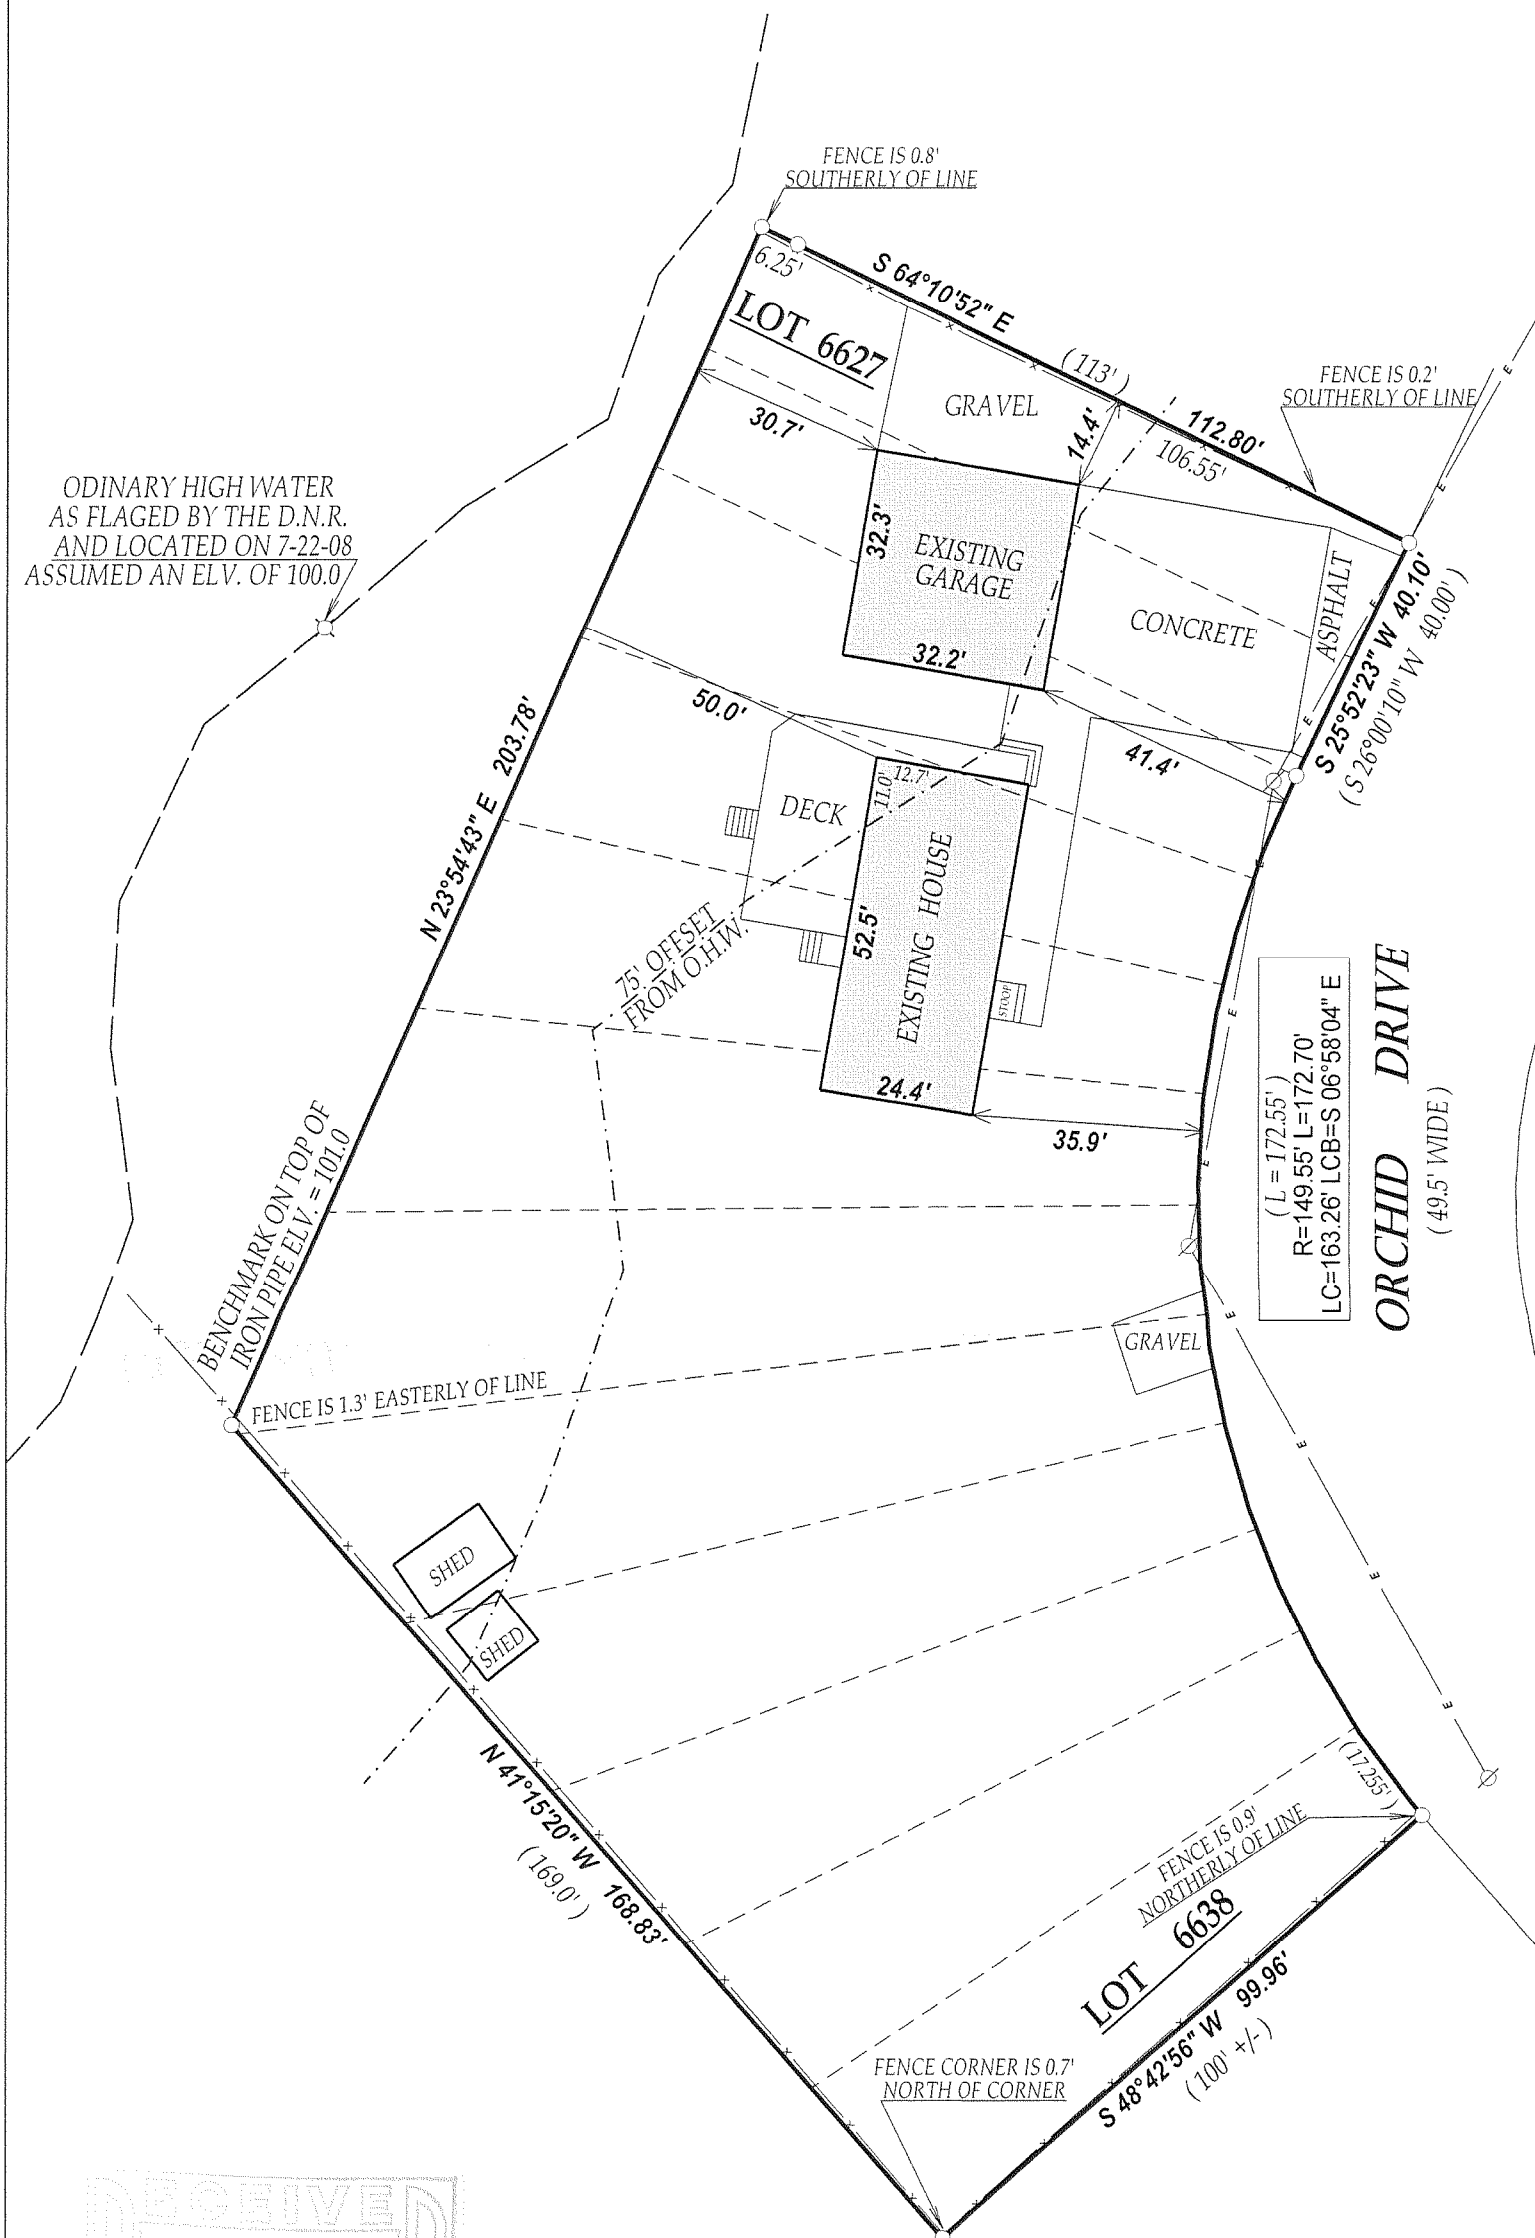 FENCE IS 0.8'
SOUTHERLY OF LINE
6.25'
S 64°10'52" E
LOT 6627
( 113' )
FENCE IS 0.2'
SOUTHERLY OF LINE
GRAVEL
30.7'
14.4'
112.80'
106.55'
ODINARY HIGH WATER
AS FLAGED BY THE D.N.R.
AND LOCATED ON 7-22-08
ASSUMED AN ELV. OF 100.0
32.3'
EXISTING
GARAGE
ASPHALT
CONCRETE
32.2'
S 25°52'23" W 40.10'
( S 26°00'10" W 40.00' )
50.0'
41.4'
N 23°54'43" E 203.78'
12.7'
11.0'
DECK
75' OFFSET
FROM O.H.W.
52.5'
EXISTING HOUSE
STOOP
24.4'
35.9'
( L = 172.55' )
R=149.55' L=172.70'
LC=163.26' LCB=S 06°58'04" E
ORCHID DRIVE
( 49.5' WIDE )
BENCHMARK ON TOP OF
IRON PIPE ELV. = 101.0
GRAVEL
FENCE IS 1.3' EASTERLY OF LINE
SHED
SHED
N 41°15'20" W 168.83'
( 169.0' )
( 17.255' )
FENCE IS 0.9'
NORTHERLY OF LINE
LOT 6638
S 48°42'56" W 99.96'
( 100' +/- )
FENCE CORNER IS 0.7'
NORTH OF CORNER
E
E
E
E
E
E
E
E
E
E
E